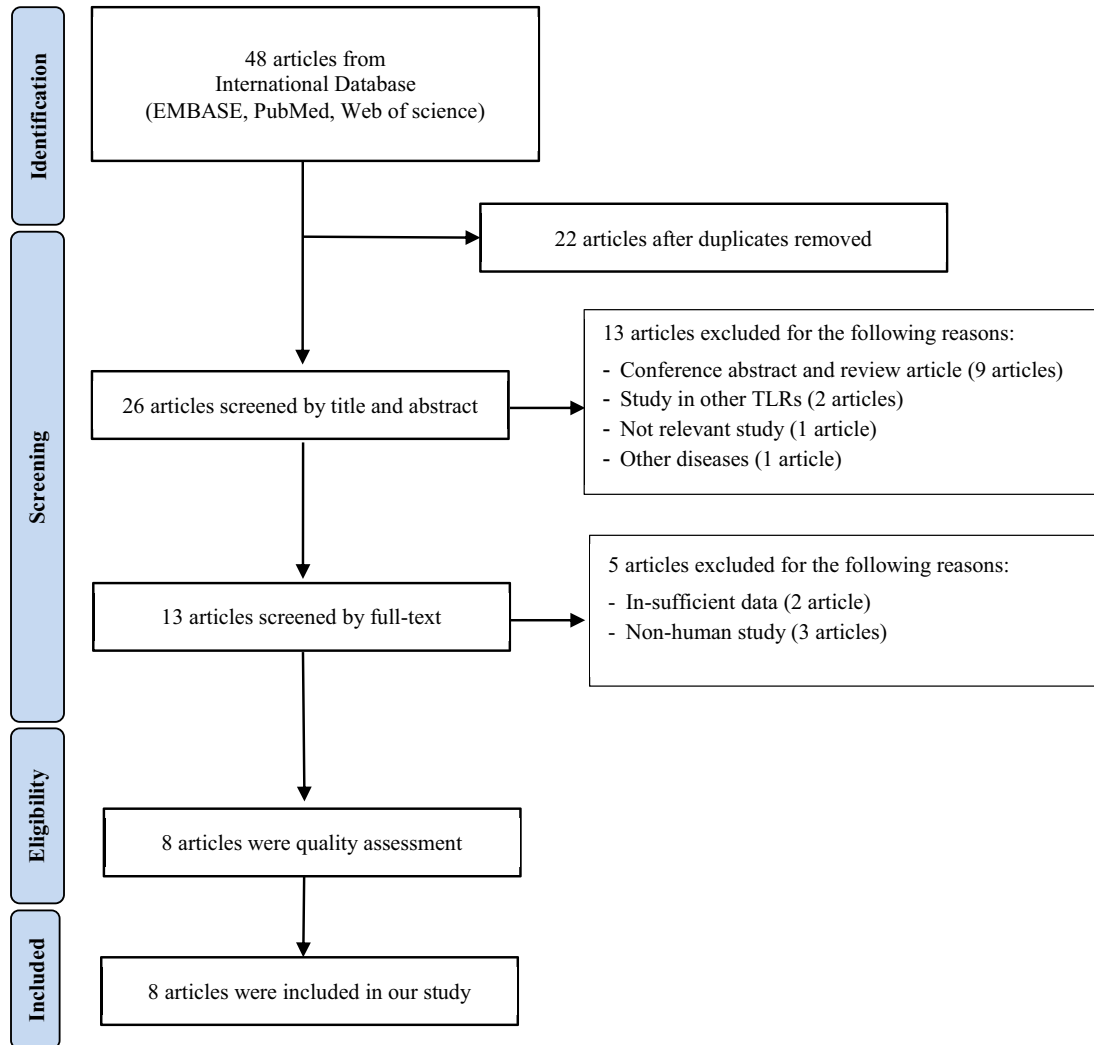 Identification
48 articles from
International Database
(EMBASE, PubMed, Web of science)
22 articles after duplicates removed
Screening
26 articles screened by title and abstract
13 articles excluded for the following reasons:
- Conference abstract and review article (9 articles)
- Study in other TLRs (2 articles)
- Not relevant study (1 article)
- Other diseases (1 article)
13 articles screened by full-text
5 articles excluded for the following reasons:
- In-sufficient data (2 article)
- Non-human study (3 articles)
Eligibility
8 articles were quality assessment
Included
8 articles were included in our study